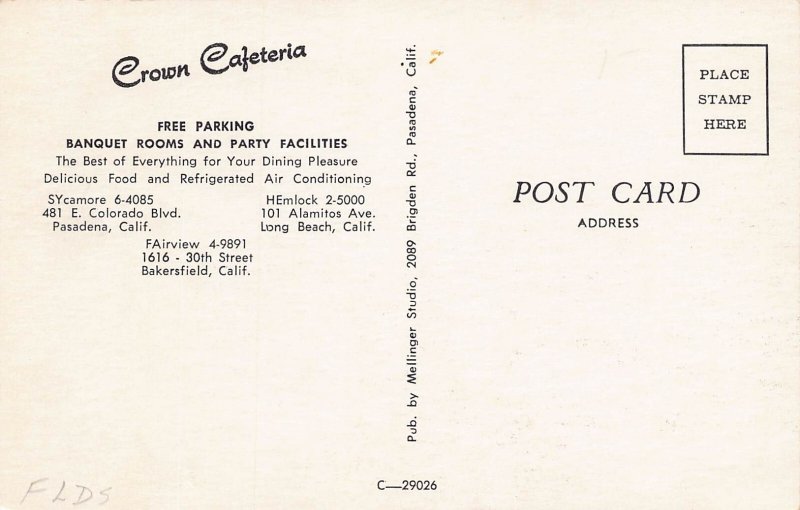 Crown Cafeteria
FREE PARKING
BANQUET ROOMS AND PARTY FACILITIES
The Best of Everything for Your Dining Pleasure
Delicious Food and Refrigerated Air Conditioning
SYcamore 6-4085
481 E. Colorado Blvd.
Pasadena, Calif.
HEmlock 2-5000
101 Alamitos Ave.
Long Beach, Calif.
FAirview 4-9891
1616 - 30th Street
Bakersfield, Calif.
Pub. by Mellinger Studio, 2089 Brigden Rd., Pasadena, Calif.
PLACE
STAMP
HERE
POST CARD
ADDRESS
C—29026
FLDS